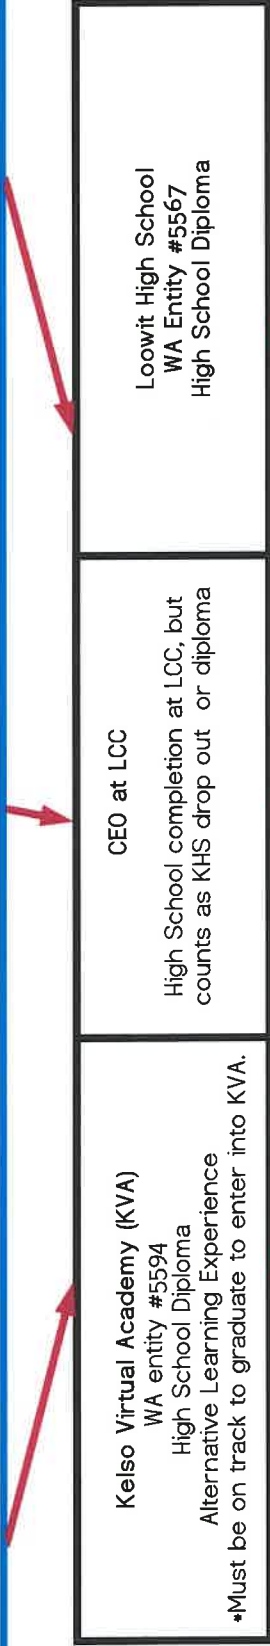 Kelso Virtual Academy (KVA)
WA entity #5594
High School Diploma
Alternative Learning Experience
*Must be on track to graduate to enter into KVA.
CEO at LCC
High School completion at LCC, but
counts as KHS drop out or diploma
Loowit High School
WA Entity #5567
High School Diploma